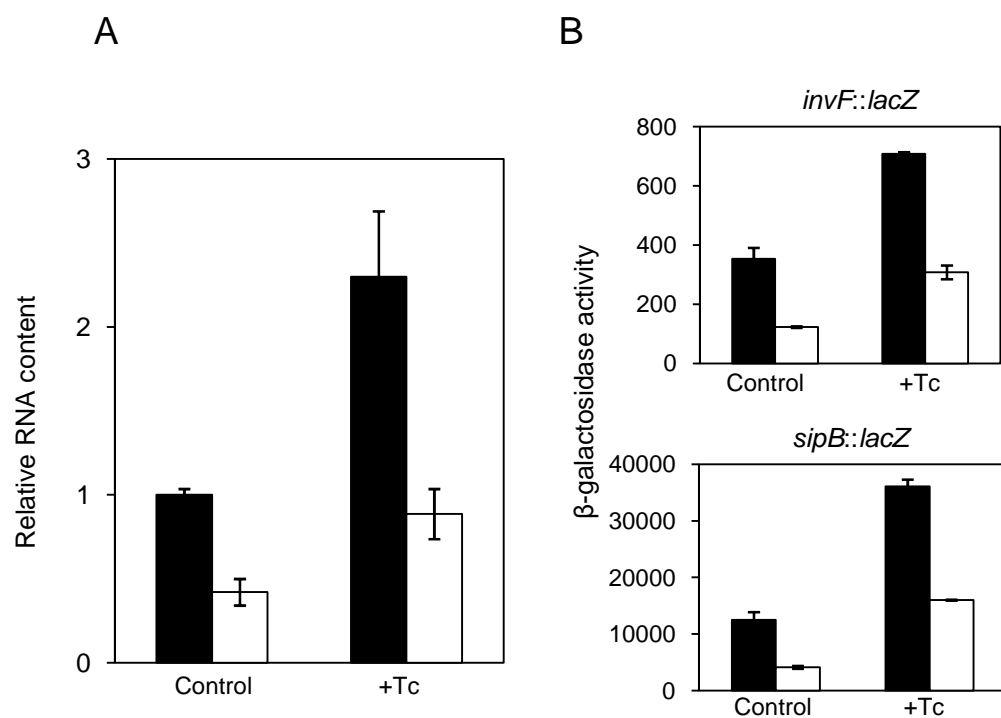 A
Relative RNA content
3
2
1
0
Control
+Tc
B
β-galactosidase activity
invF::lacZ
800
600
400
200
0
Control
+Tc
sipB::lacZ
40000
30000
20000
10000
0
Control
+Tc